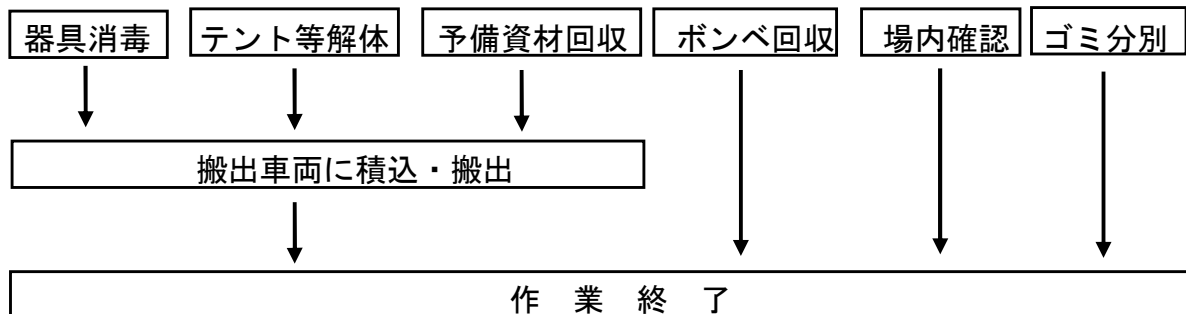 器具消毒
テント等解体
予備資材回収
ボンベ回収
場内確認
ゴミ分別
搬出車両に積込・搬出
作　業　終　了